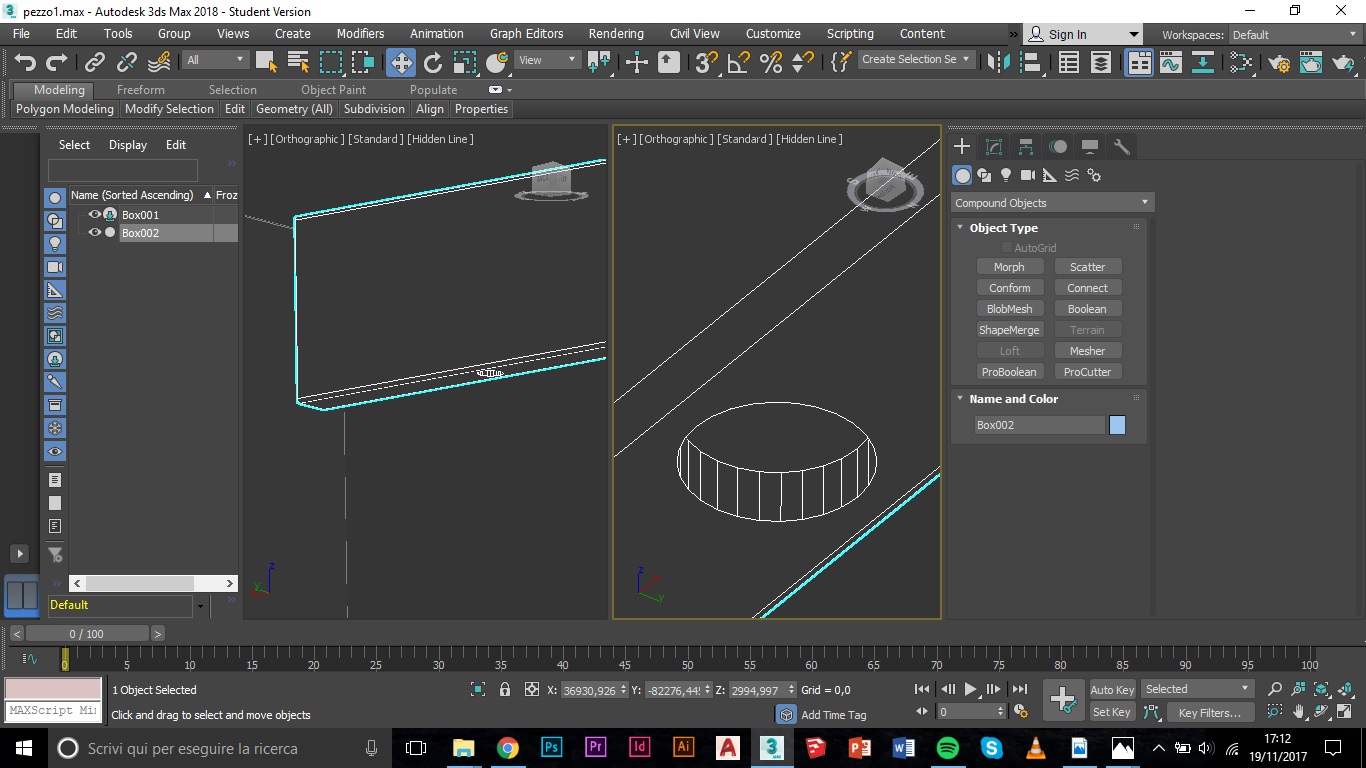 pezzo1.max - Autodesk 3ds Max 2018 - Student Version
File Edit Tools Group Views Create Modifiers Animation Graph Editors Rendering Civil View Customize Scripting Content » Sign In Workspaces: Default
All View Create Selection Se
Modeling Freeform Selection Object Paint Populate
Polygon Modeling Modify Selection Edit Geometry (All) Subdivision Align Properties
Select Display Edit
Name (Sorted Ascending) Froz
Box001
Box002
Default
[+] [Orthographic] [Standard] [Hidden Line]
z
y
[+] [Orthographic] [Standard] [Hidden Line]
z
y
Compound Objects
Object Type
AutoGrid
Morph Scatter
Conform Connect
BlobMesh Boolean
ShapeMerge Terrain
Loft Mesher
ProBoolean ProCutter
Name and Color
Box002
< 0 / 100 >
0 5 10 15 20 25 30 35 40 45 50 55 60 65 70 75 80 85 90 95 100
1 Object Selected X: 36930,926 Y: -82276,44 Z: 2994,997 Grid = 0,0 Auto Key Selected
MAXScript Mi Click and drag to select and move objects Add Time Tag 0 Set Key Key Filters...
Scrivi qui per eseguire la ricerca
Ps Pr Id Ai A 3 MAX
17:12
19/11/2017